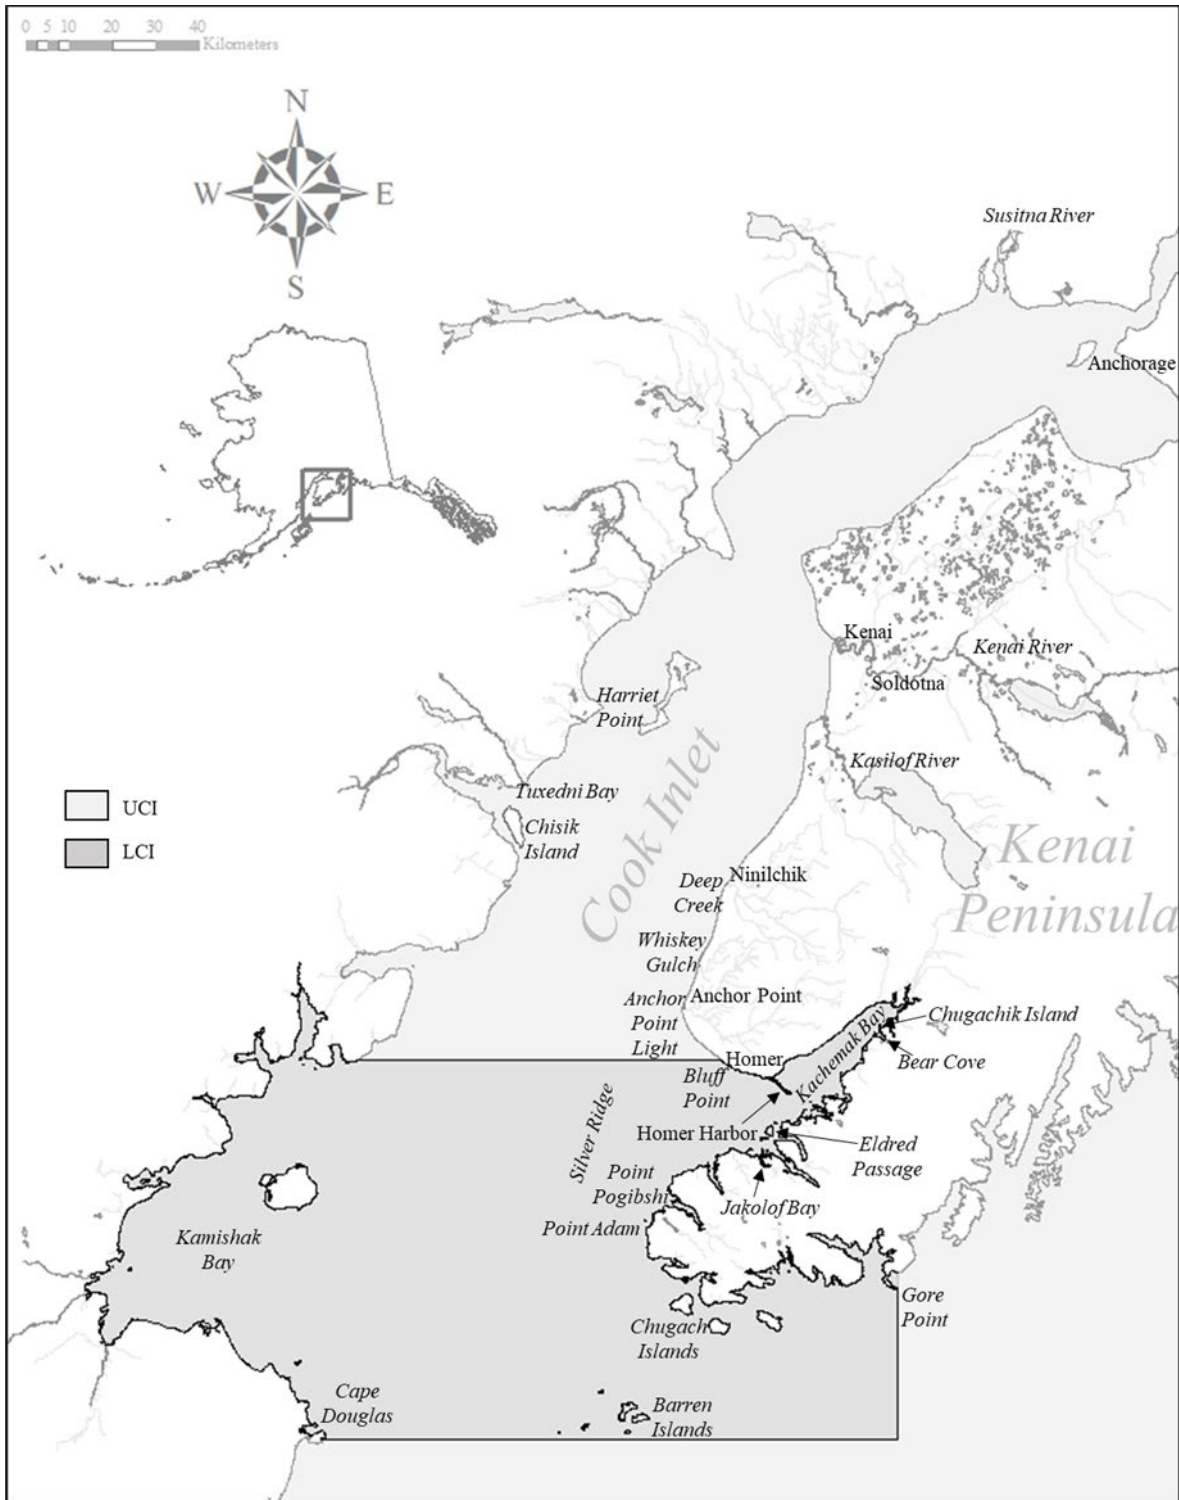 0 5 10 20 30 40
Kilometers
N
W E
S
Susitna River
Anchorage
Kenai
Kenai River
Soldotna
Harriet
Point
Kasilof River
Tuxedni Bay
Cook Inlet
UCI
LCI
Chisik
Island
Kenai
Peninsula
Ninilchik
Deep
Creek
Whiskey
Gulch
Anchor Point
Anchor
Point
Light
Chugachik Island
Kachemak Bay
Bear Cove
Homer
Bluff
Point
Silver Ridge
Homer Harbor
Eldred
Passage
Point
Pogibshi
Jakolof Bay
Point Adam
Kamishak
Bay
Gore
Point
Chugach
Islands
Cape
Douglas
Barren
Islands